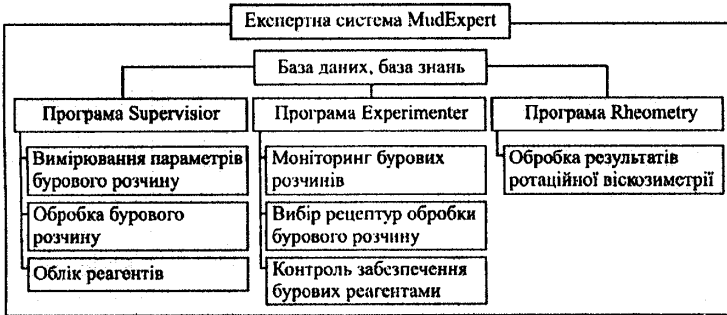 Експертна система MudExpert
База даних, база знань
Програма Supervisior
Програма Experimenter
Програма Rheometry
Вимірювання параметрів
бурового розчину
Обробка бурового
розчину
Облік реагентів
Моніторинг бурових
розчинів
Вибір рецептур обробки
бурового розчину
Контроль забезпечення
бурових реагентами
Обробка результатів
ротаційної віскозиметрії